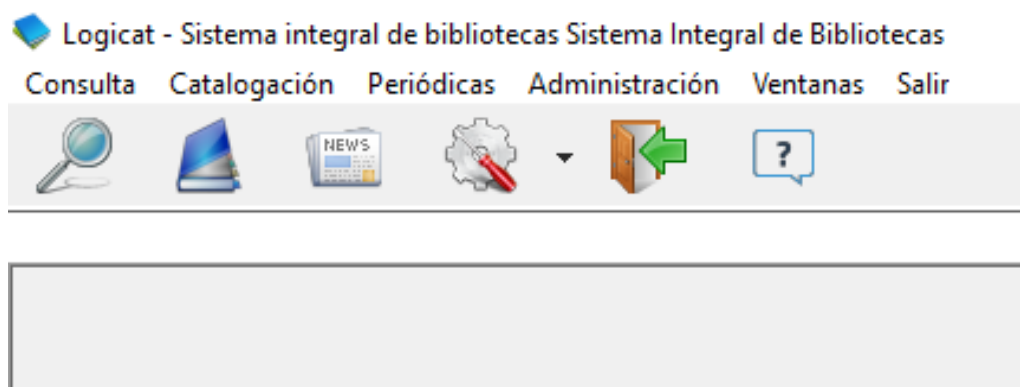 Logicat - Sistema integral de bibliotecas Sistema Integral de Bibliotecas
Consulta Catalogación Periódicas Administración Ventanas Salir
NEWS ?